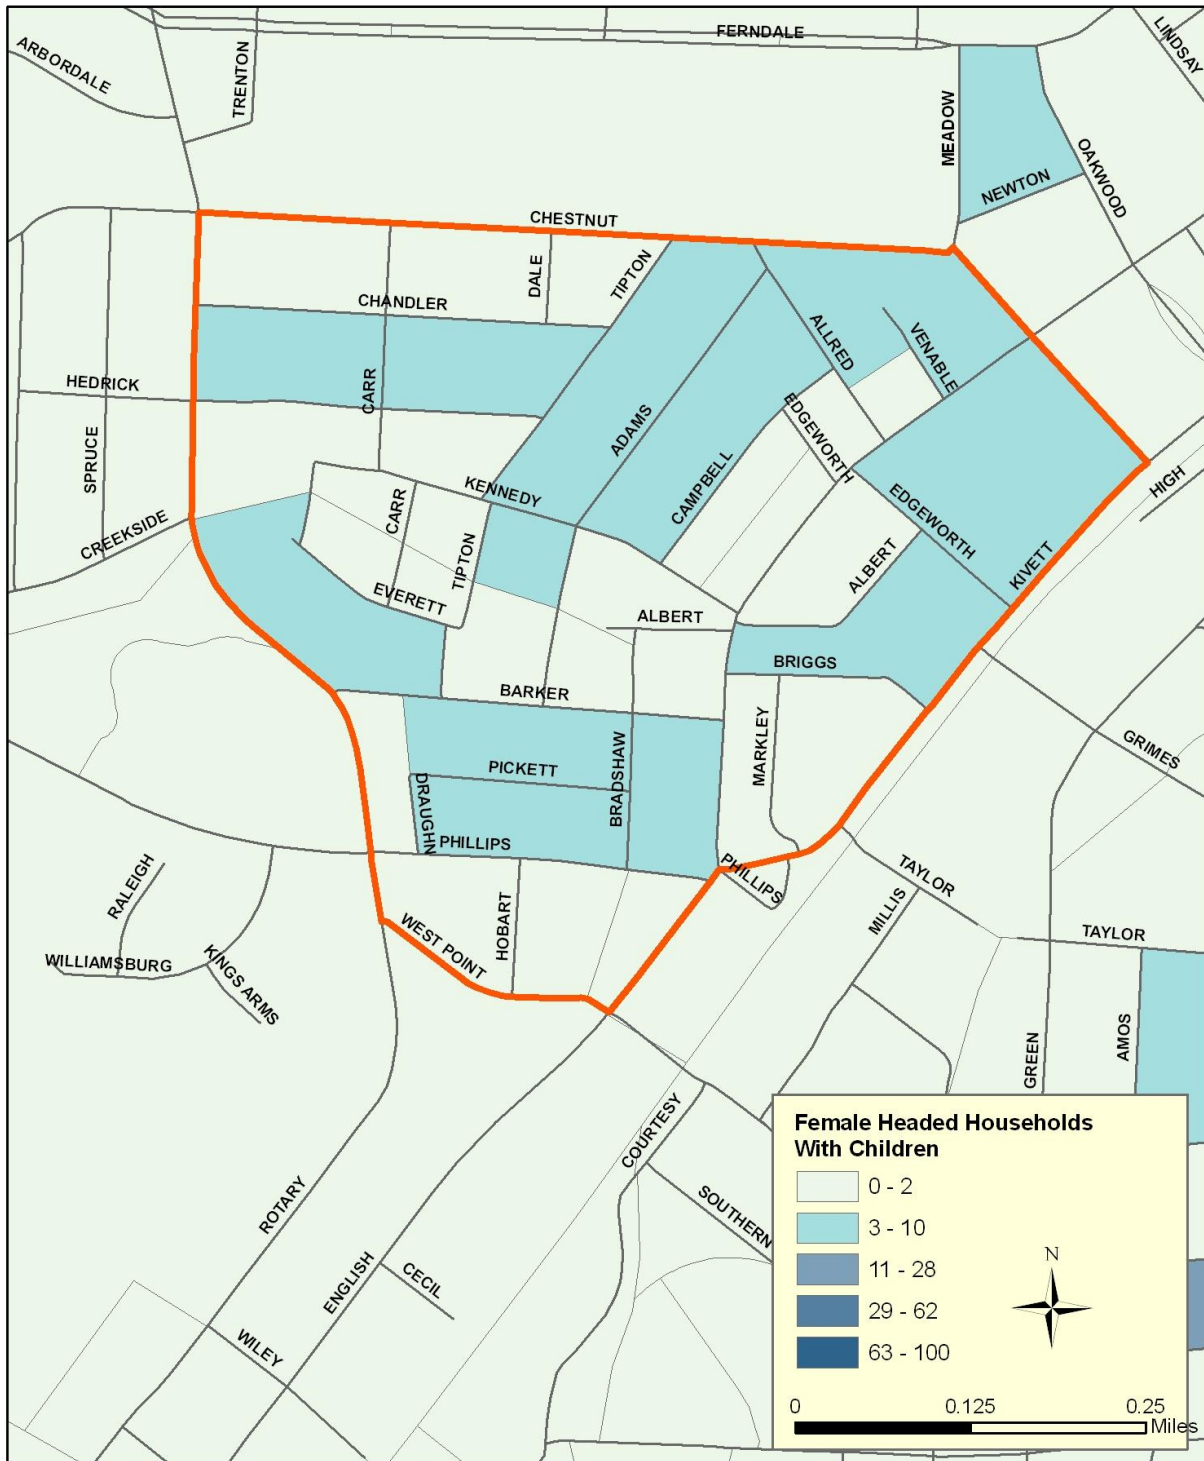 FERNDALE
LINDSAY
ARBORDALE
TRENTON
MEADOW
OAKWOOD
NEWTON
CHESTNUT
DALE
TIPTON
CHANDLER
ALLRED
VENABLE
HEDRICK
CARR
ADAMS
EDGEWORTH
SPRUCE
CAMPBELL
KENNEDY
HIGH
CREEKSIDE
CARR
TIPTON
EDGEWORTH
KIVETT
ALBERT
EVERETT
ALBERT
BRIGGS
BARKER
MARKLEY
GRIMES
PICKETT
BRADSHAW
DRAUGHN
PHILLIPS
PHILLIPS
RALEIGH
TAYLOR
MILLIS
HOBART
WEST POINT
TAYLOR
WILLIAMSBURG
KINGS ARMS
AMOS
GREEN
COURTESY
SOUTHERN
ROTARY
ENGLISH
CECIL
WILEY
Female Headed Households
With Children
0 - 2
3 - 10
11 - 28
29 - 62
63 - 100
N
0 0.125 0.25
Miles